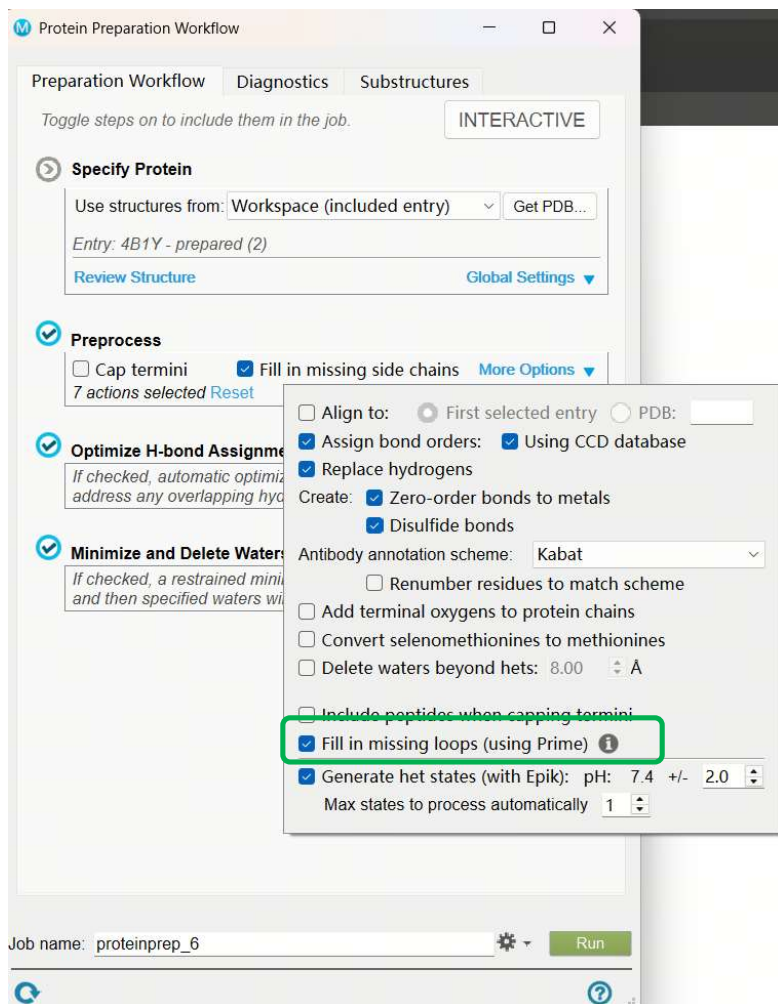 Protein Preparation Workflow
Preparation Workflow Diagnostics Substructures
Toggle steps on to include them in the job. INTERACTIVE
Specify Protein
Use structures from: Workspace (included entry) Get PDB...
Entry: 4B1Y - prepared (2)
Review Structure Global Settings
Preprocess
Cap termini Fill in missing side chains More Options
7 actions selected Reset
Align to: First selected entry PDB:
Assign bond orders: Using CCD database
Replace hydrogens
Create: Zero-order bonds to metals
Disulfide bonds
Antibody annotation scheme: Kabat
Renumber residues to match scheme
Add terminal oxygens to protein chains
Convert selenomethionines to methionines
Delete waters beyond hets: 8.00 Å
Include peptides when capping termini
Fill in missing loops (using Prime)
Generate het states (with Epik): pH: 7.4 +/- 2.0
Max states to process automatically 1
Optimize H-bond Assignme
If checked, automatic optimiz
address any overlapping hyd
Minimize and Delete Waters
If checked, a restrained mini
and then specified waters wi
Job name: proteinprep_6 Run